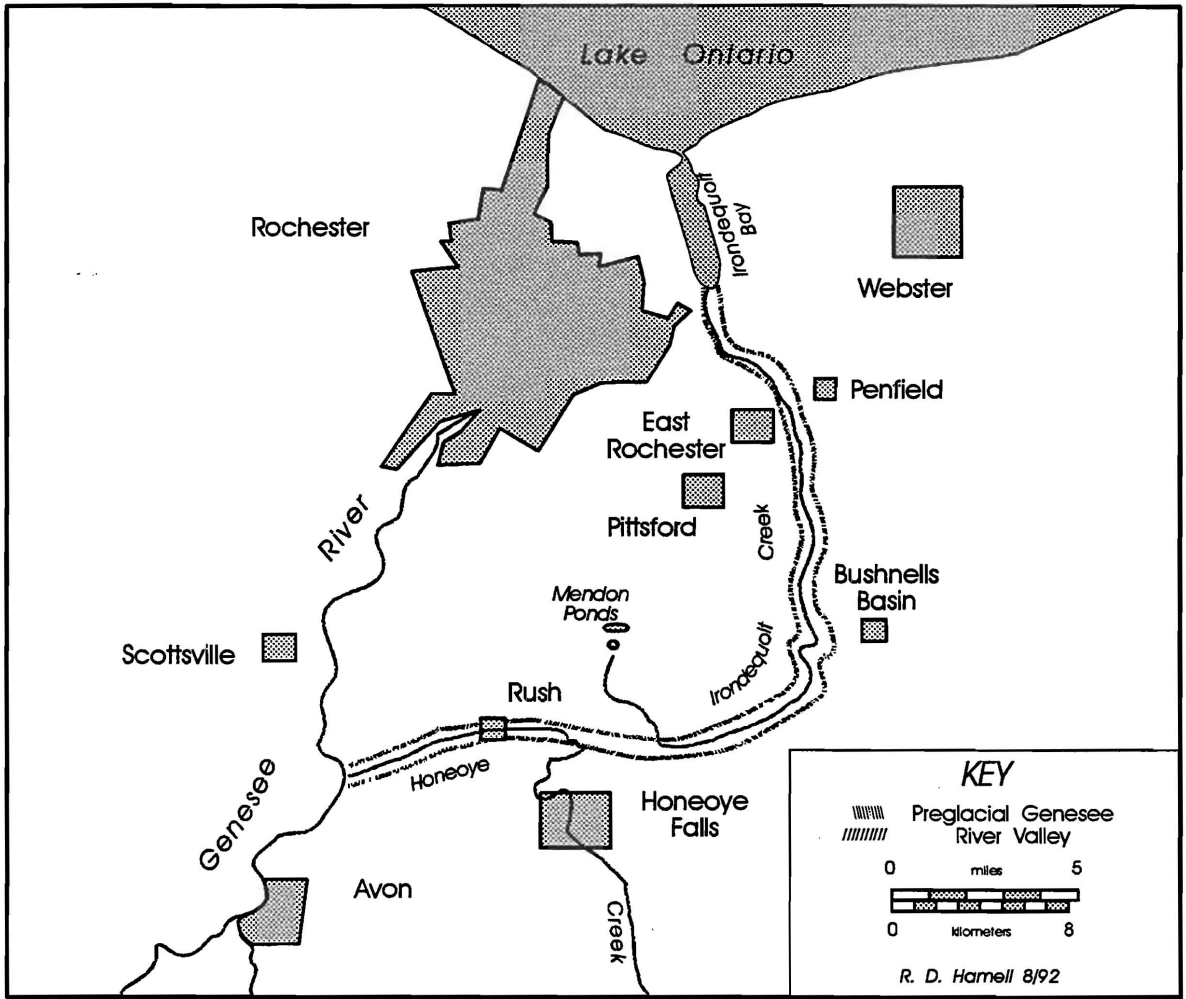 Lake Ontario
Irondequoit
Bay
Rochester
Webster
Penfield
East
Rochester
Pittsford
Creek
River
Bushnells
Basin
Mendon
Ponds
Scottsville
Irondequoit
Rush
Honeoye
Genesee
Honeoye
Falls
Avon
Creek
KEY
Preglacial Genesee
River Valley
0 miles 5
0 kilometers 8
R. D. Hamell 8/92